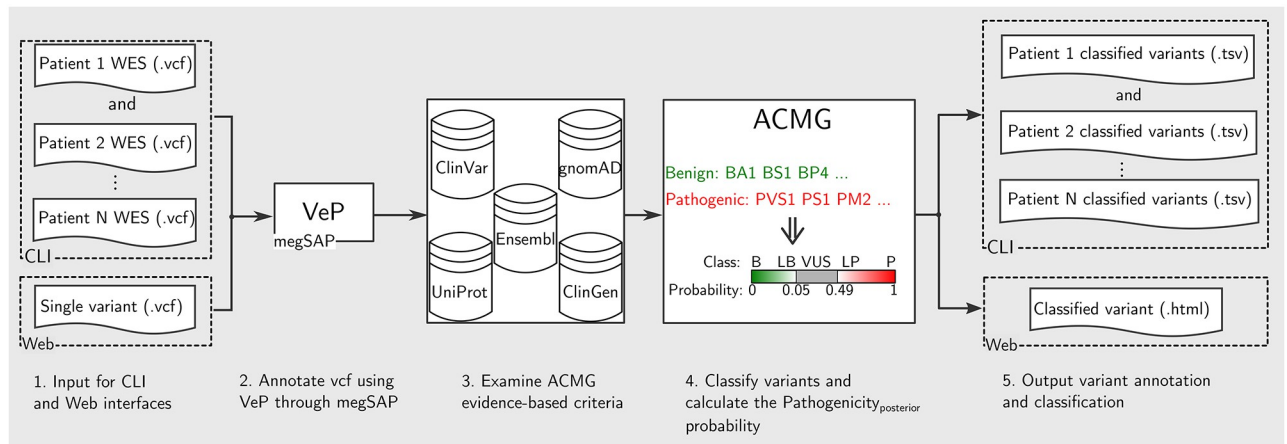 Patient 1 WES (.vcf)
and
Patient 2 WES (.vcf)
⋮
Patient N WES (.vcf)
CLI
Single variant (.vcf)
Web
VeP
megSAP
ClinVar
gnomAD
Ensembl
UniProt
ClinGen
ACMG
Benign: BA1 BS1 BP4 ...
Pathogenic: PVS1 PS1 PM2 ...
Class: B LB VUS LP P
Probability: 0 0.05 0.49 1
Patient 1 classified variants (.tsv)
and
Patient 2 classified variants (.tsv)
⋮
Patient N classified variants (.tsv)
CLI
Classified variant (.html)
Web
1. Input for CLI
and Web interfaces
2. Annotate vcf using
VeP through megSAP
3. Examine ACMG
evidence-based criteria
4. Classify variants and
calculate the Pathogenicity_posterior
probability
5. Output variant annotation
and classification